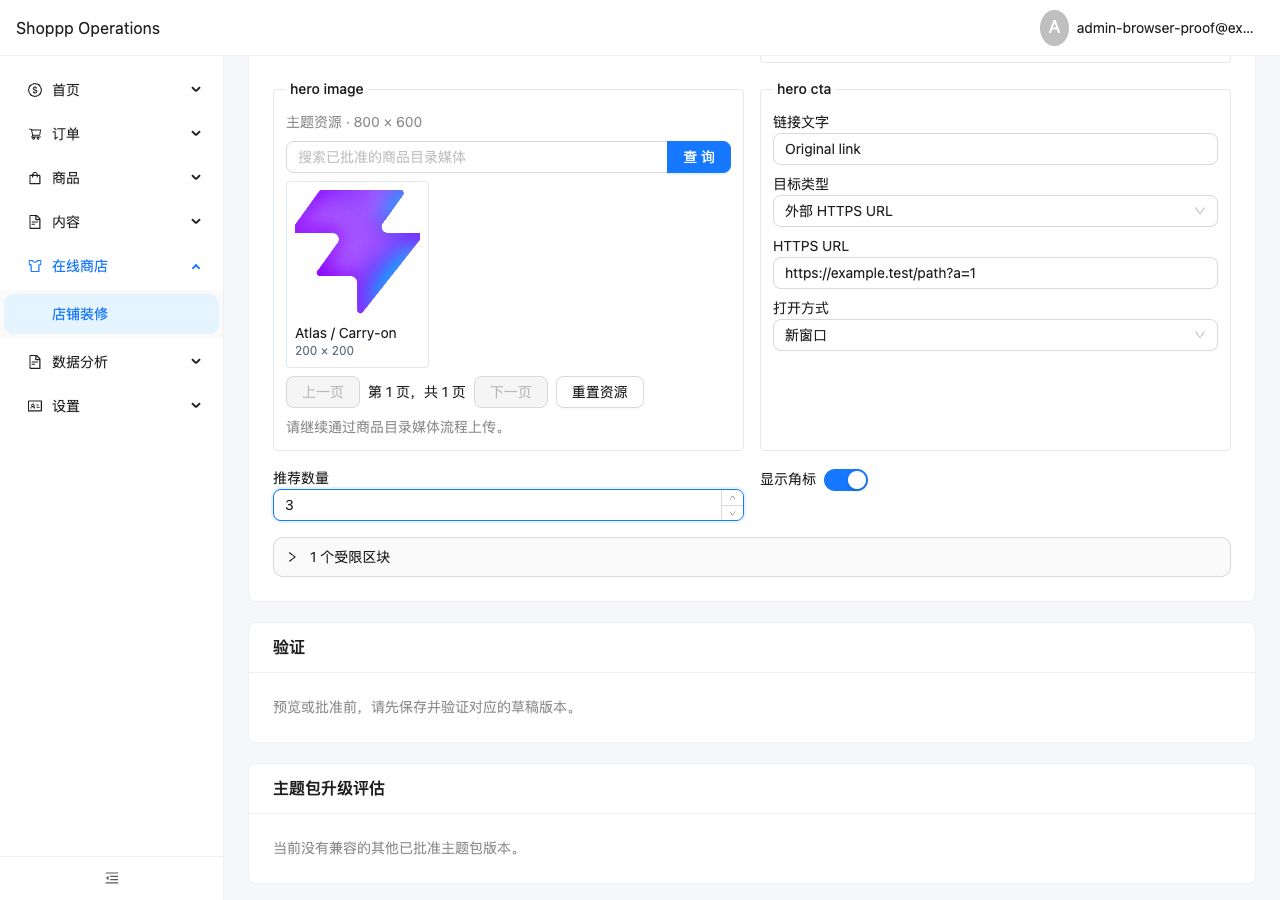 Shoppp Operations
A
admin-browser-proof@ex...
首页
订单
商品
内容
在线商店
店铺装修
数据分析
设置
hero image
主题资源 · 800 × 600
搜索已批准的商品目录媒体
查 询
Atlas / Carry-on
200 × 200
上一页
第 1 页，共 1 页
下一页
重置资源
请继续通过商品目录媒体流程上传。
hero cta
链接文字
Original link
目标类型
外部 HTTPS URL
HTTPS URL
https://example.test/path?a=1
打开方式
新窗口
推荐数量
3
显示角标
1 个受限区块
验证
预览或批准前，请先保存并验证对应的草稿版本。
主题包升级评估
当前没有兼容的其他已批准主题包版本。